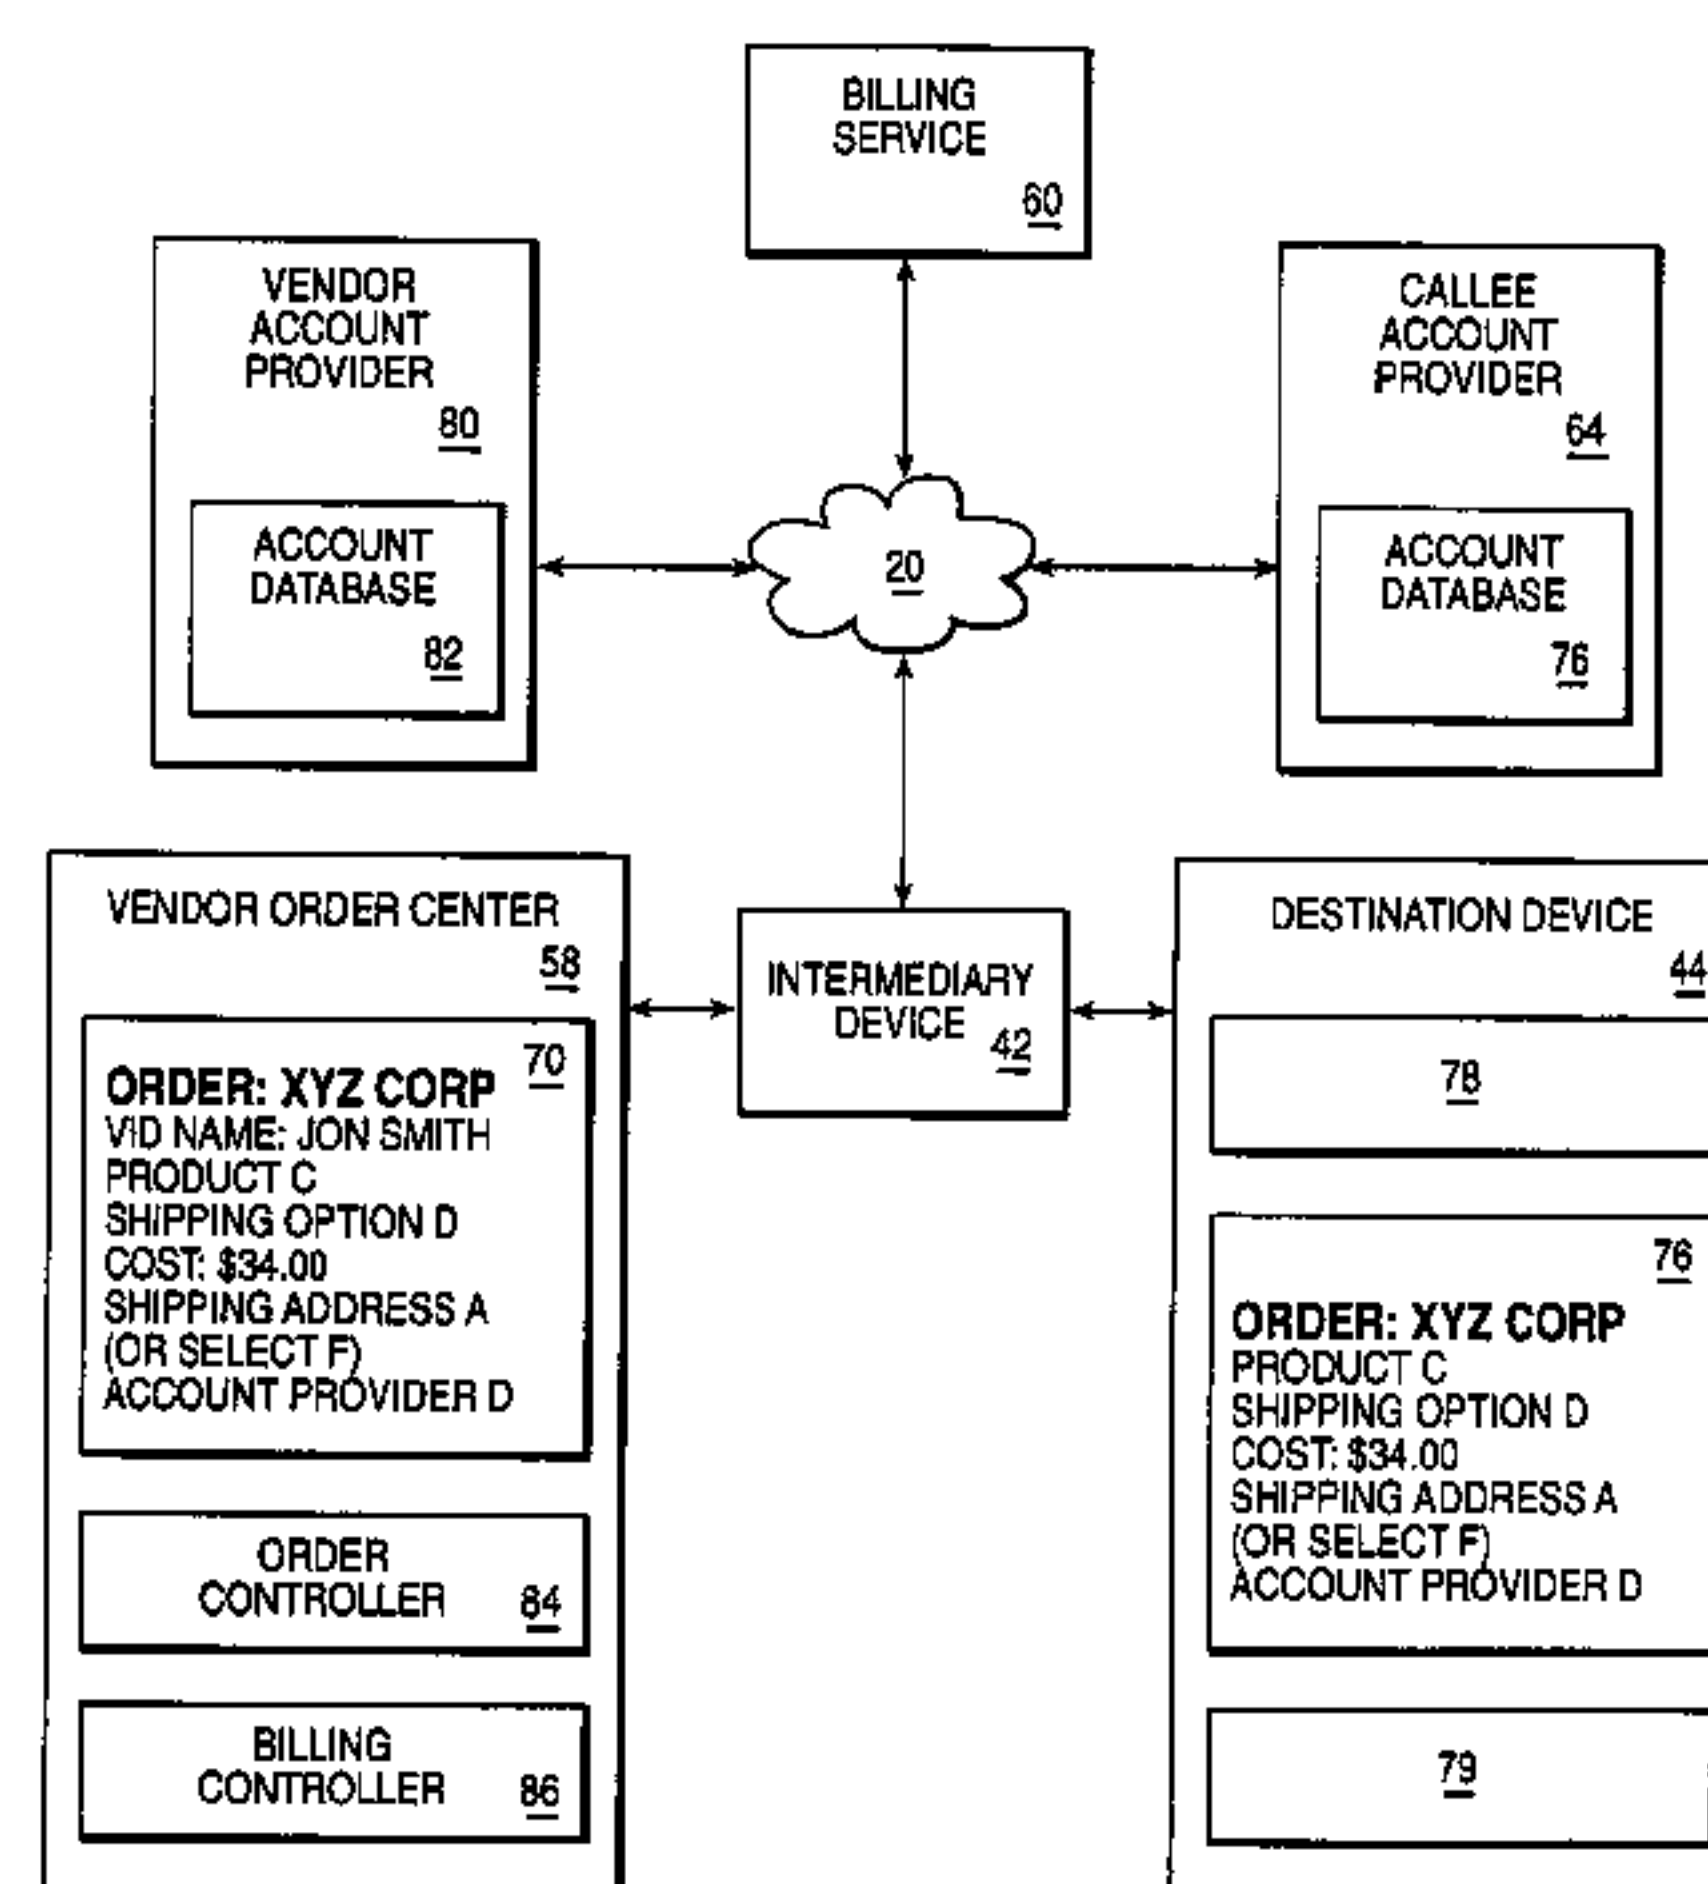 BILLING
SERVICE
60
VENDOR
ACCOUNT
PROVIDER
80
ACCOUNT
DATABASE
82
20
CALLEE
ACCOUNT
PROVIDER
64
ACCOUNT
DATABASE
76
VENDOR ORDER CENTER
58
70
ORDER: XYZ CORP
VID NAME: JON SMITH
PRODUCT C
SHIPPING OPTION D
COST: $34.00
SHIPPING ADDRESS A
(OR SELECT F)
ACCOUNT PROVIDER D
ORDER
CONTROLLER
84
BILLING
CONTROLLER
86
INTERMEDIARY
DEVICE
42
DESTINATION DEVICE
44
78
76
ORDER: XYZ CORP
PRODUCT C
SHIPPING OPTION D
COST: $34.00
SHIPPING ADDRESS A
(OR SELECT F)
ACCOUNT PROVIDER D
79